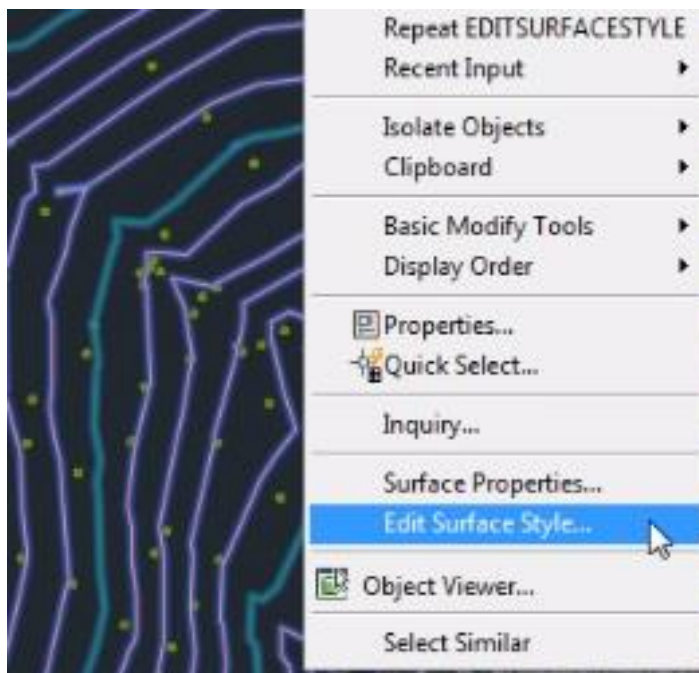 Repeat EDITSURFACESTYLE
Recent Input
Isolate Objects
Clipboard
Basic Modify Tools
Display Order
Properties...
Quick Select...
Inquiry...
Surface Properties...
Edit Surface Style...
Object Viewer...
Select Similar